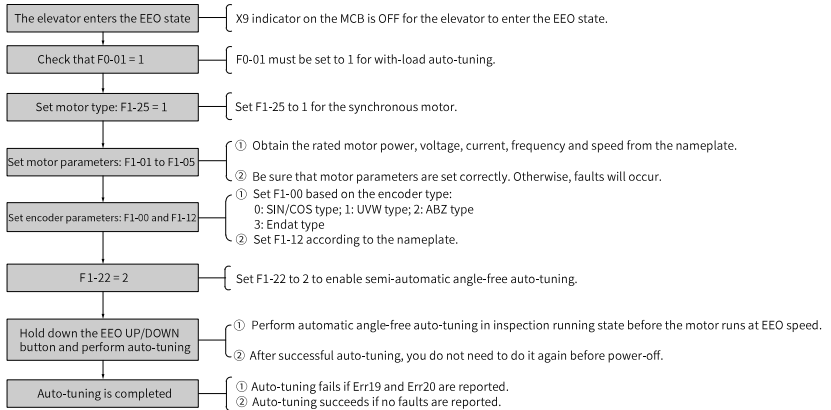 The elevator enters the EEO state
X9 indicator on the MCB is OFF for the elevator to enter the EEO state.
Check that F0-01 = 1
F0-01 must be set to 1 for with-load auto-tuning.
Set motor type: F1-25 = 1
Set F1-25 to 1 for the synchronous motor.
Set motor parameters: F1-01 to F1-05
① Obtain the rated motor power, voltage, current, frequency and speed from the nameplate.
② Be sure that motor parameters are set correctly. Otherwise, faults will occur.
Set encoder parameters: F1-00 and F1-12
① Set F1-00 based on the encoder type:
0: SIN/COS type; 1: UVW type; 2: ABZ type
3: Endat type
② Set F1-12 according to the nameplate.
F1-22 = 2
Set F1-22 to 2 to enable semi-automatic angle-free auto-tuning.
Hold down the EEO UP/DOWN
button and perform auto-tuning
① Perform automatic angle-free auto-tuning in inspection running state before the motor runs at EEO speed.
② After successful auto-tuning, you do not need to do it again before power-off.
Auto-tuning is completed
① Auto-tuning fails if Err19 and Err20 are reported.
② Auto-tuning succeeds if no faults are reported.